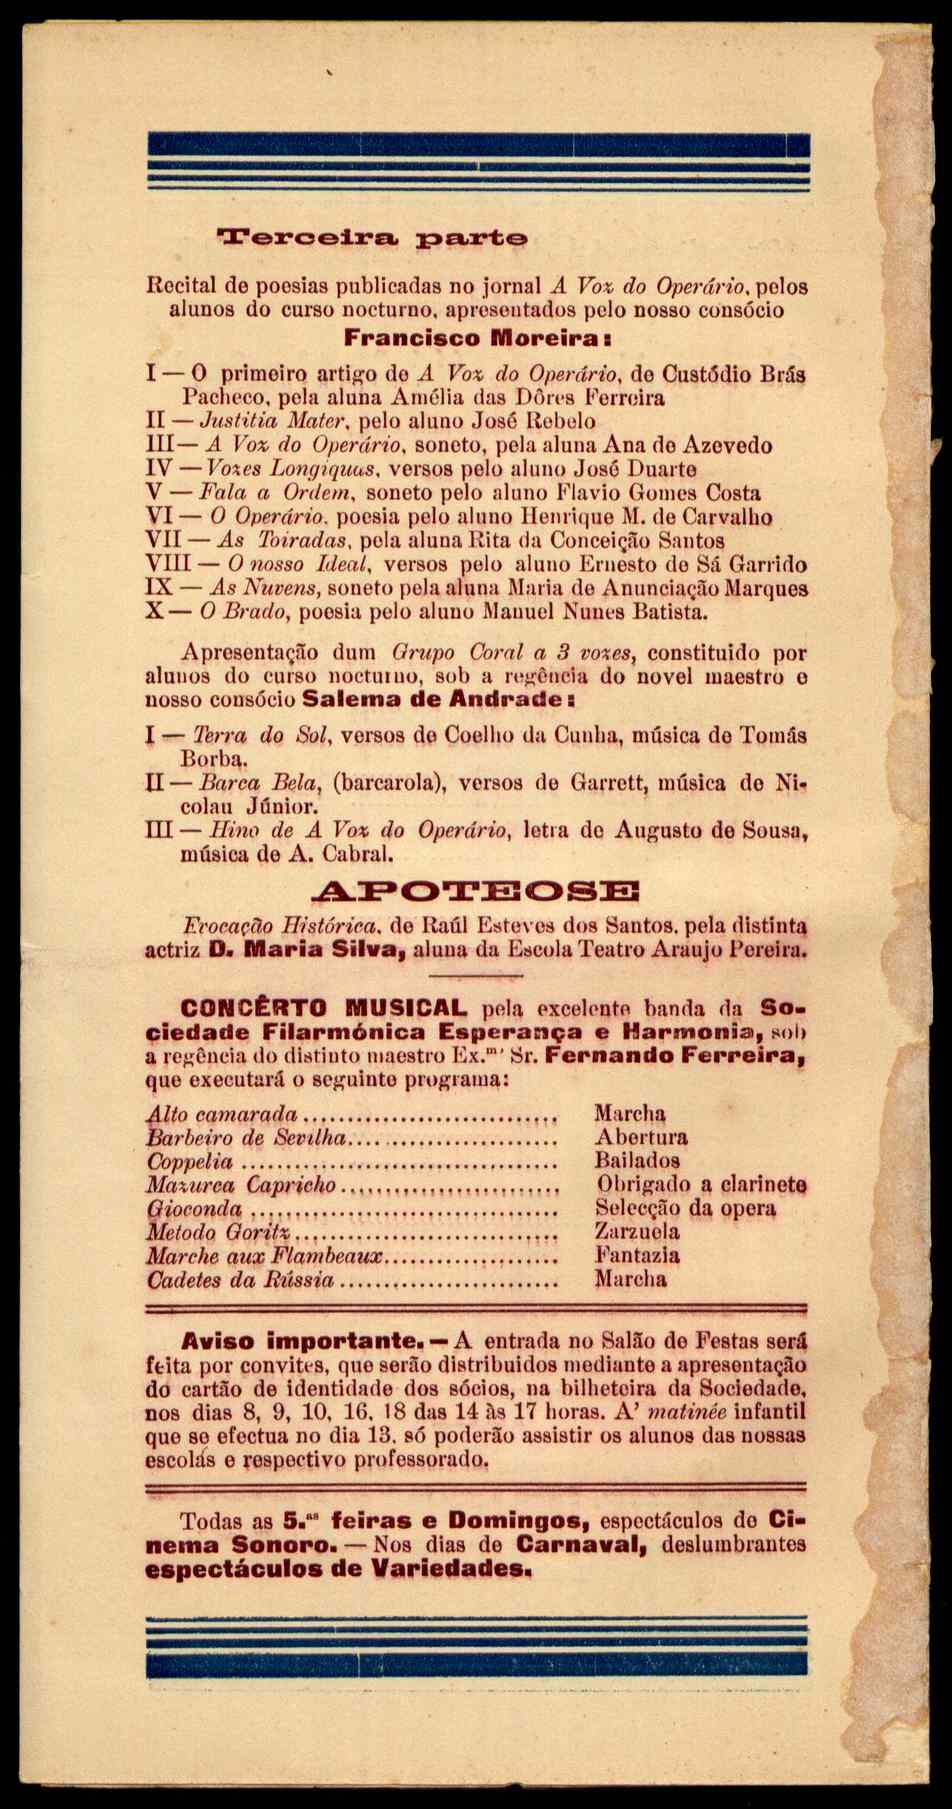 Terceira parte
Recital de poesias publicadas no jornal A Voz do Operário, pelos
alunos do curso nocturno, apresentados pelo nosso consócio
Francisco Moreira:
I — O primeiro artigo de A Voz do Operário, de Custódio Brás
Pacheco, pela aluna Amélia das Dôres Ferreira
II — Justitia Mater, pelo aluno José Rebelo
III — A Voz do Operário, soneto, pela aluna Ana de Azevedo
IV — Vozes Longiquas, versos pelo aluno José Duarte
V — Fala a Ordem, soneto pelo aluno Flavio Gomes Costa
VI — O Operário, poesia pelo aluno Henrique M. de Carvalho
VII — As Toiradas, pela aluna Rita da Conceição Santos
VIII — O nosso Ideal, versos pelo aluno Ernesto de Sá Garrido
IX — As Nuvens, soneto pela aluna Maria de Anunciação Marques
X — O Brado, poesia pelo aluno Manuel Nunes Batista.
Apresentação dum Grupo Coral a 3 vozes, constituido por
alunos do curso nocturno, sob a regência do novel maestro e
nosso consócio Salema de Andrade:
I — Terra do Sol, versos de Coelho da Cunha, música de Tomás
Borba.
II — Barca Bela, (barcarola), versos de Garrett, música de Ni-
colau Júnior.
III — Hino de A Voz do Operário, letra de Augusto de Sousa,
música de A. Cabral.
APOTEOSE
Evocação Histórica, de Raúl Esteves dos Santos, pela distinta
actriz D. Maria Silva, aluna da Escola Teatro Araujo Pereira.
CONCÊRTO MUSICAL pela excelente banda da So-
ciedade Filarmónica Esperança e Harmonia, sob
a regência do distinto maestro Ex.mº Sr. Fernando Ferreira,
que executará o seguinte programa:
Alto camarada ............................. Marcha
Barbeiro de Sevilha........................ Abertura
Coppelia .................................... Bailados
Mazurca Capricho ......................... Obrigado a clarinete
Gioconda ................................... Selecção da opera
Metodo Goritz.............................. Zarzuela
Marche aux Flambeaux.................... Fantazia
Cadetes da Rússia ......................... Marcha
Aviso importante. — A entrada no Salão de Festas será
feita por convites, que serão distribuidos mediante a apresentação
do cartão de identidade dos sócios, na bilheteira da Sociedade,
nos dias 8, 9, 10, 16, 18 das 14 às 17 horas. A' matinée infantil
que se efectua no dia 13, só poderão assistir os alunos das nossas
escolás e respectivo professorado.
Todas as 5.as feiras e Domingos, espectáculos de Ci-
nema Sonoro. — Nos dias de Carnaval, deslumbrantes
espectáculos de Variedades.